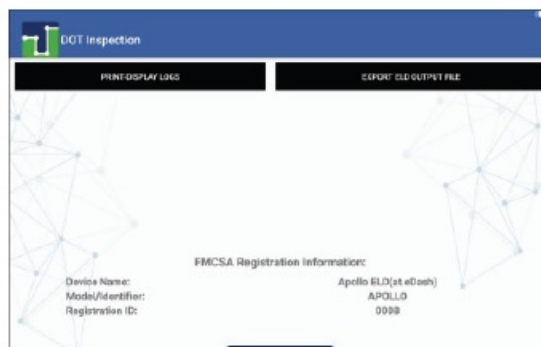 DOT Inspection
PRINT-DISPLAY LOGS
EXPORT ELD OUTPUT FILE
FMCSA Registration Information:
Device Name: Apollo ELD(at eDash)
Model/Identifier: APOLLO
Registration ID: